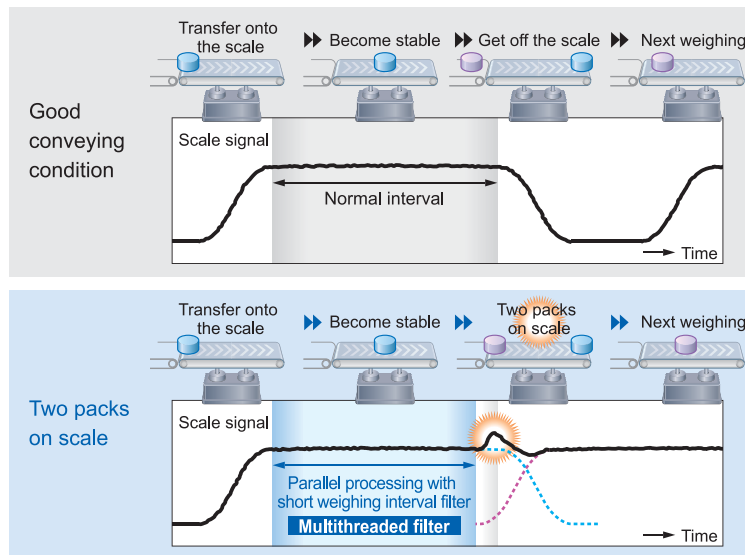 Transfer onto
the scale
Become stable
Get off the scale
Next weighing
Good
conveying
condition
Scale signal
Normal interval
Time
Transfer onto
the scale
Become stable
Two packs
on scale
Next weighing
Two packs
on scale
Scale signal
Parallel processing with
short weighing interval filter
Multithreaded filter
Time